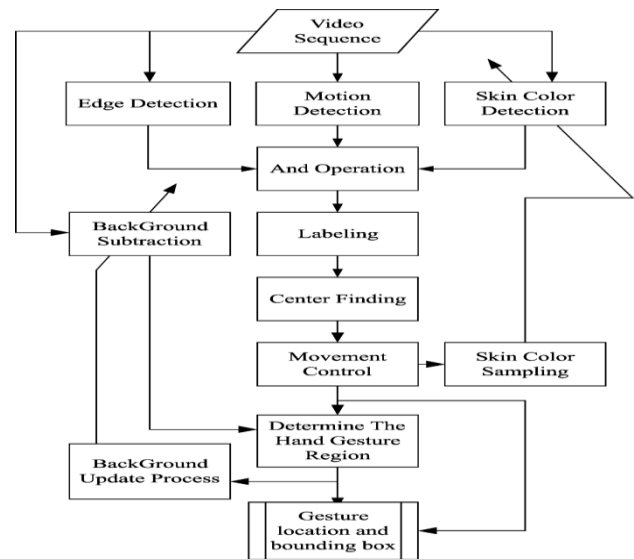 Video
Sequence
Edge Detection
Motion
Detection
Skin Color
Detection
And Operation
BackGround
Subtraction
Labeling
Center Finding
Movement
Control
Skin Color
Sampling
Determine The
Hand Gesture
Region
BackGround
Update Process
Gesture
location and
bounding box